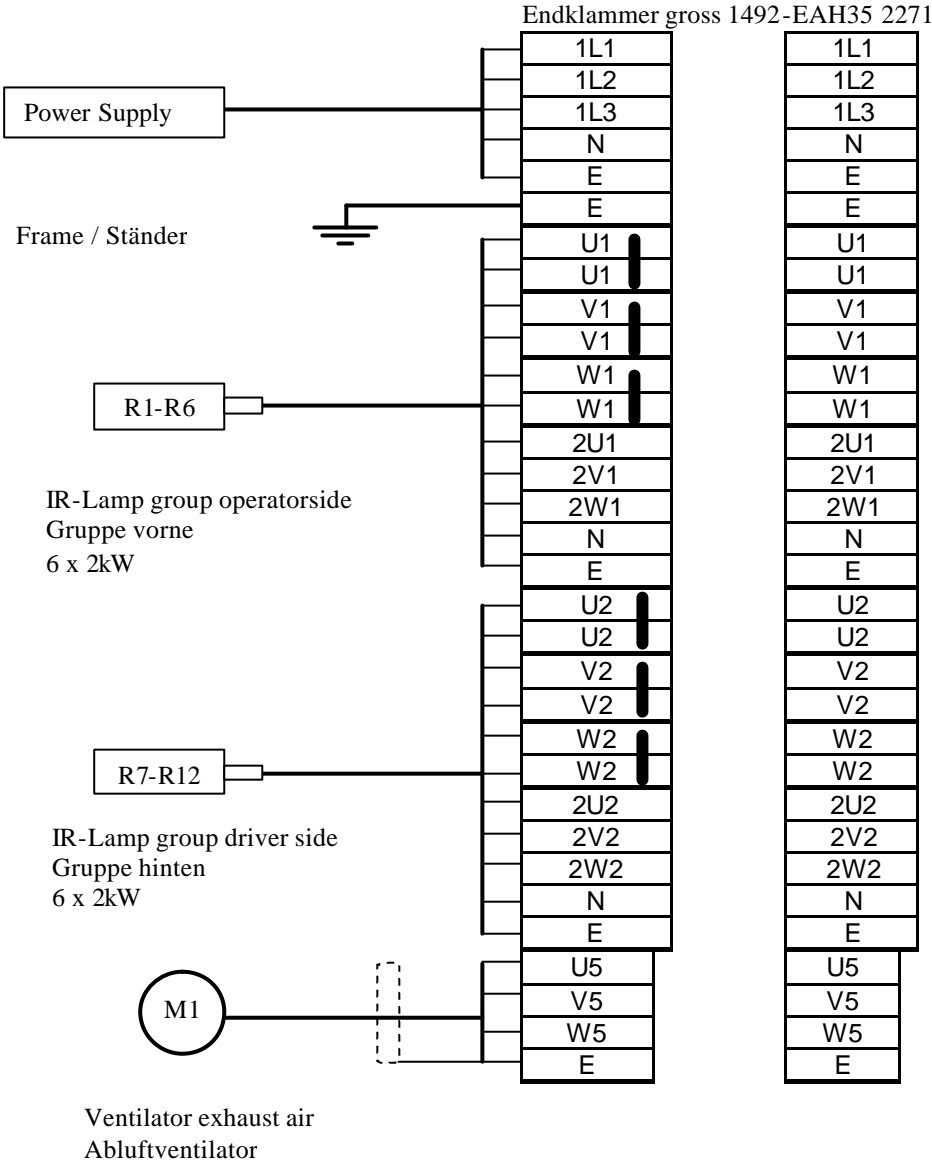 Endklammer gross 1492-EAH35 2271
1L1 1L1
1L2 1L2
Power Supply 1L3 1L3
N N
E E
E E
Frame / Ständer U1 U1
U1 U1
V1 V1
V1 V1
W1 W1
R1-R6 W1 W1
2U1 2U1
2V1 2V1
IR-Lamp group operatorside 2W1 2W1
Gruppe vorne N N
6 x 2kW E E
U2 U2
U2 U2
V2 V2
V2 V2
W2 W2
R7-R12 W2 W2
2U2 2U2
IR-Lamp group driver side 2V2 2V2
Gruppe hinten 2W2 2W2
6 x 2kW N N
E E
U5 U5
M1 V5 V5
W5 W5
E E
Ventilator exhaust air
Abluftventilator